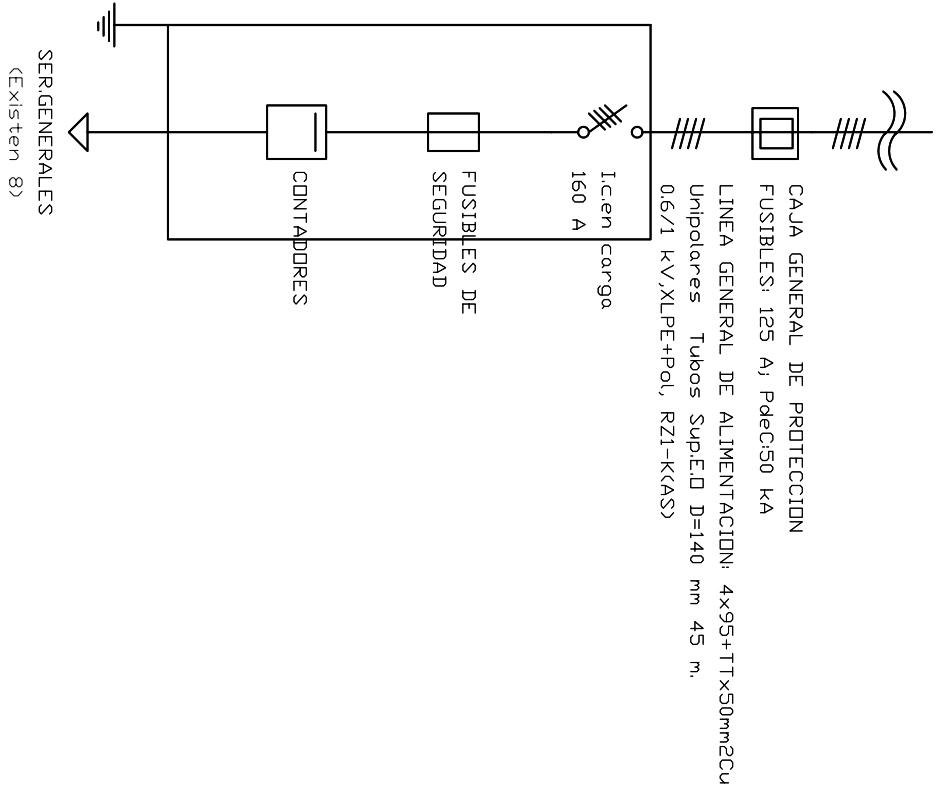 CAJA GENERAL DE PROTECCION
FUSIBLES: 125 A; PdeC:50 kA
LINEA GENERAL DE ALIMENTACION: 4x95+TTx50mm2Cu
Unipolares Tubos Sup.E.O D=140 mm 45 m.
0.6/1 kV,XLPE+Pol, RZ1-K(AS)
I.c.en carga
160 A
FUSIBLES DE
SEGURIDAD
CONTADORES
SER.GENERALES
(Existen 8)